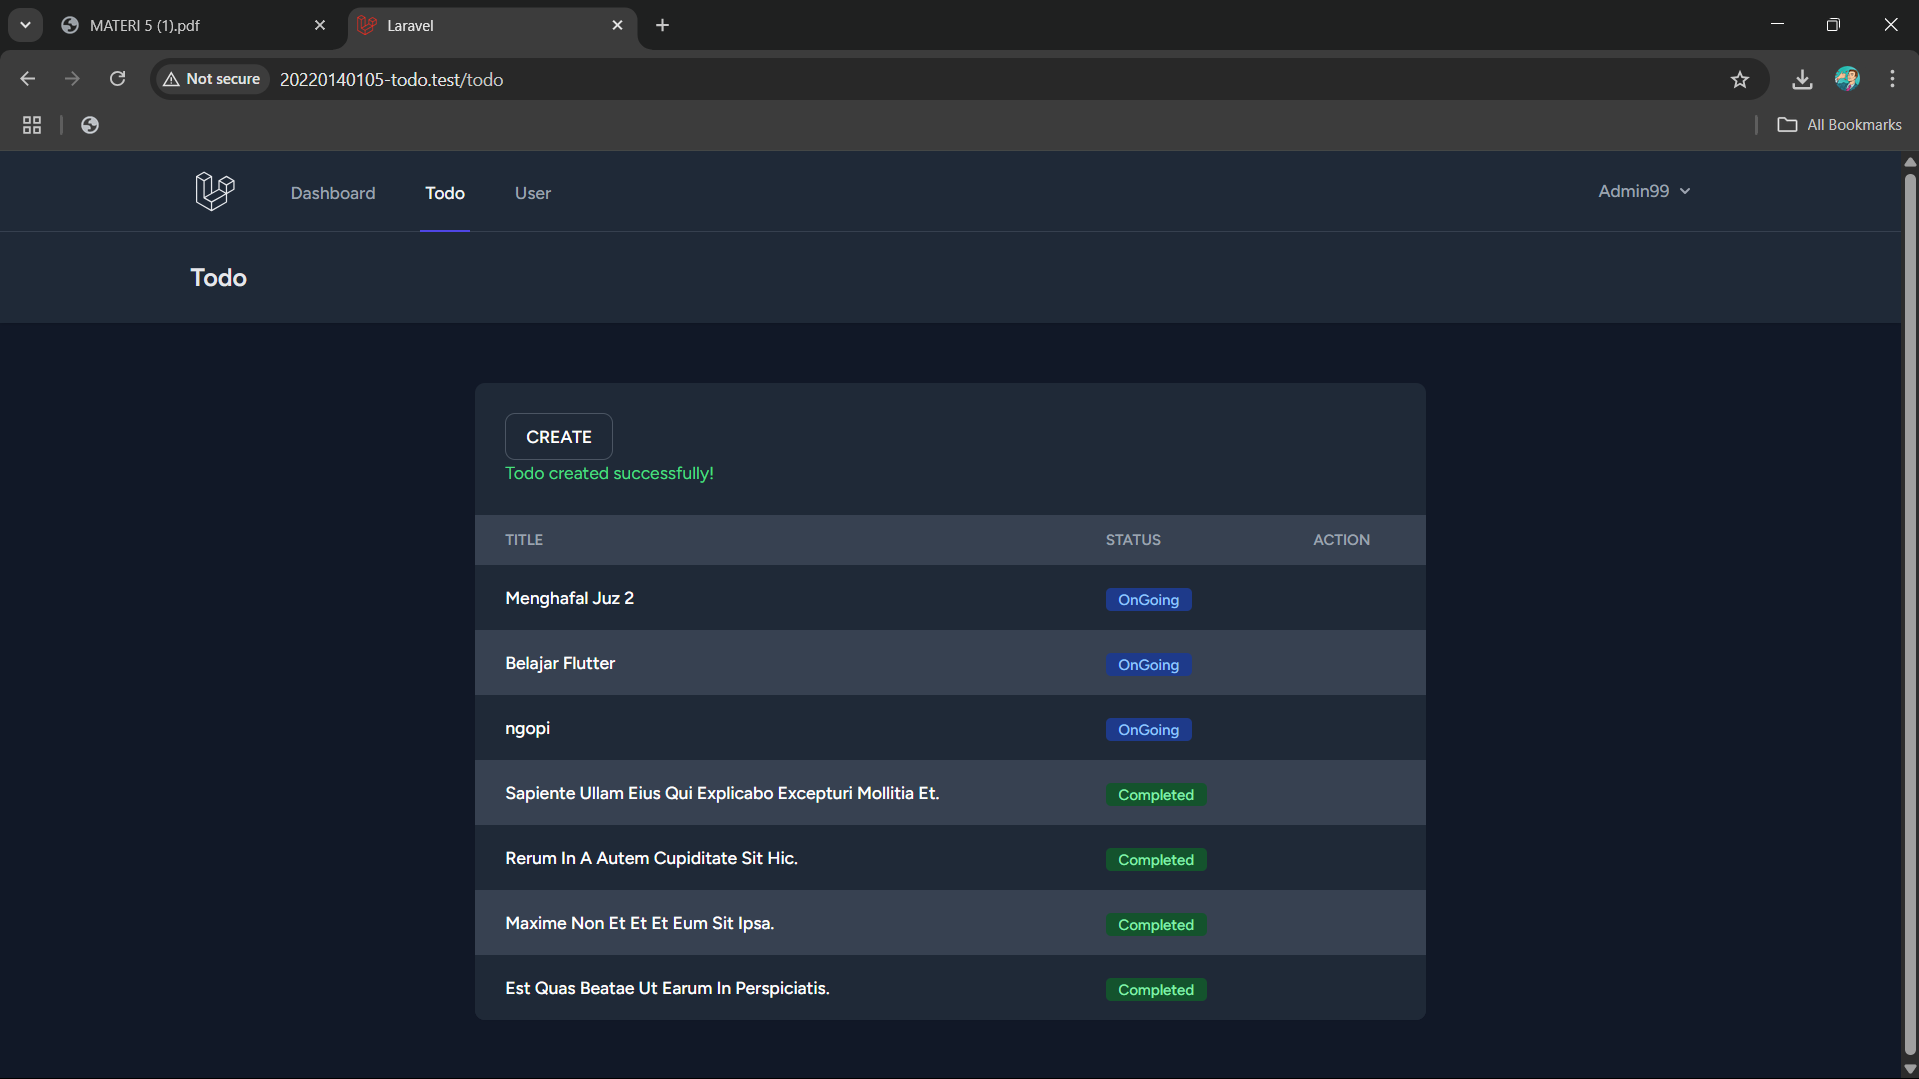 MATERI 5 (1).pdf
Laravel
Not secure
20220140105-todo.test/todo
All Bookmarks
Dashboard
Todo
User
Admin99
Todo
CREATE
Todo created successfully!
TITLE STATUS ACTION
Menghafal Juz 2 OnGoing
Belajar Flutter OnGoing
ngopi OnGoing
Sapiente Ullam Eius Qui Explicabo Excepturi Mollitia Et. Completed
Rerum In A Autem Cupiditate Sit Hic. Completed
Maxime Non Et Et Et Eum Sit Ipsa. Completed
Est Quas Beatae Ut Earum In Perspiciatis. Completed